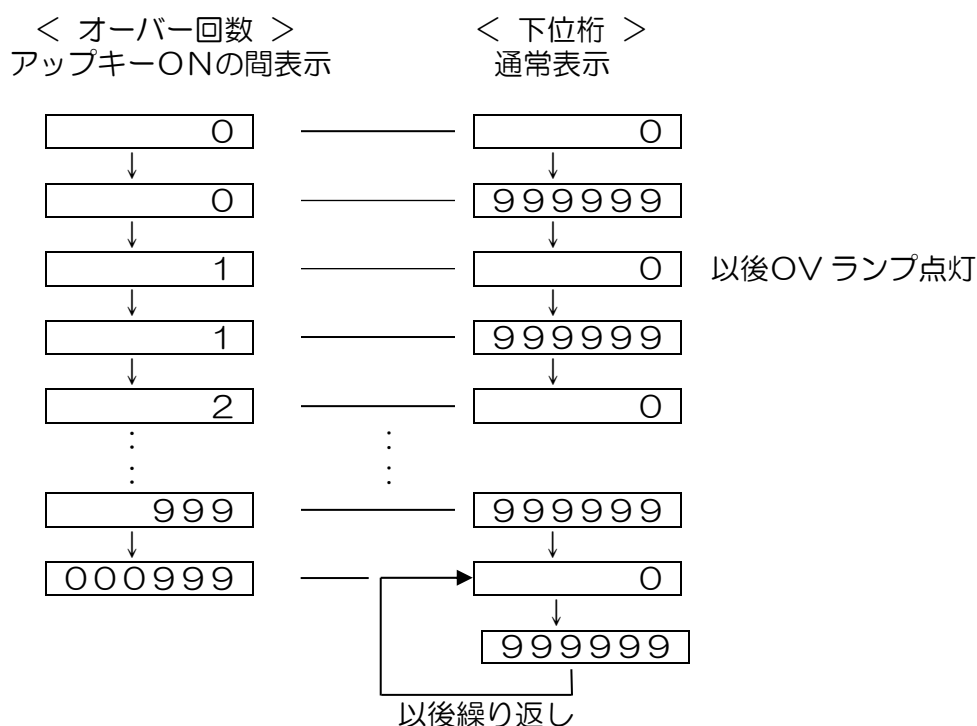 ＜ オーバー回数 ＞ ＜ 下位桁 ＞
アップキーＯＮの間表示 通常表示
０ ０
０ ９９９９９９
１ ０ 以後ＯＶ ランプ点灯
１ ９９９９９９
２ ０
９９９ ９９９９９９
０００９９９ ０
９９９９９９
以後繰り返し